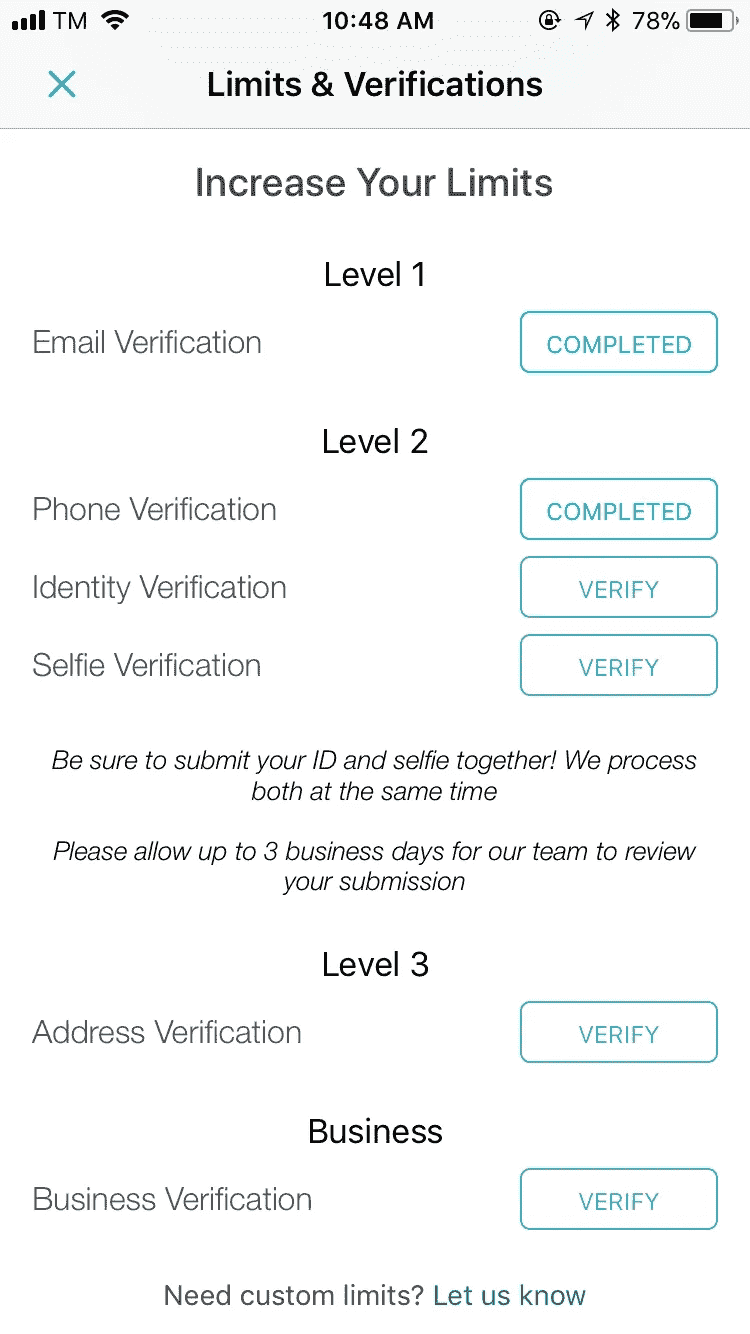 TM 10:48 AM 78%
Limits & Verifications
Increase Your Limits
Level 1
Email Verification COMPLETED
Level 2
Phone Verification COMPLETED
Identity Verification VERIFY
Selfie Verification VERIFY
Be sure to submit your ID and selfie together! We process
both at the same time
Please allow up to 3 business days for our team to review
your submission
Level 3
Address Verification VERIFY
Business
Business Verification VERIFY
Need custom limits? Let us know